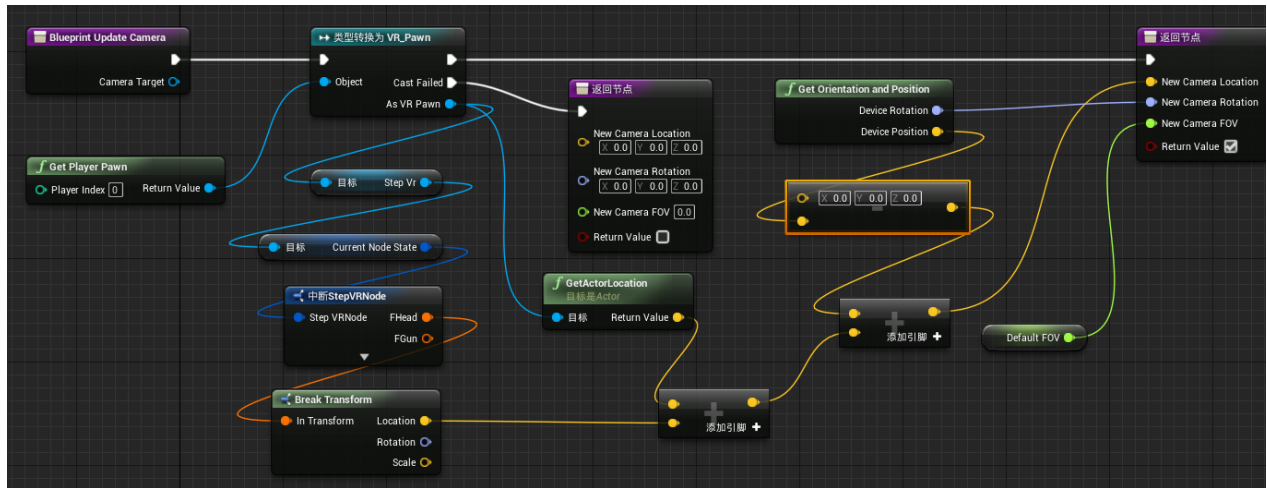 Blueprint Update Camera
Camera Target
类型转换为 VR_Pawn
Object
Cast Failed
As VR Pawn
Get Player Pawn
Player Index 0
Return Value
目标 Step Vr
目标 Current Node State
中断StepVRNode
Step VRNode FHead
FGun
Break Transform
In Transform Location
Rotation
Scale
返回节点
New Camera Location
X 0.0 Y 0.0 Z 0.0
New Camera Rotation
X 0.0 Y 0.0 Z 0.0
New Camera FOV 0.0
Return Value
GetActorLocation
目标是Actor
目标 Return Value
添加引脚
Get Orientation and Position
Device Rotation
Device Position
X 0.0 Y 0.0 Z 0.0
添加引脚
Default FOV
返回节点
New Camera Location
New Camera Rotation
New Camera FOV
Return Value